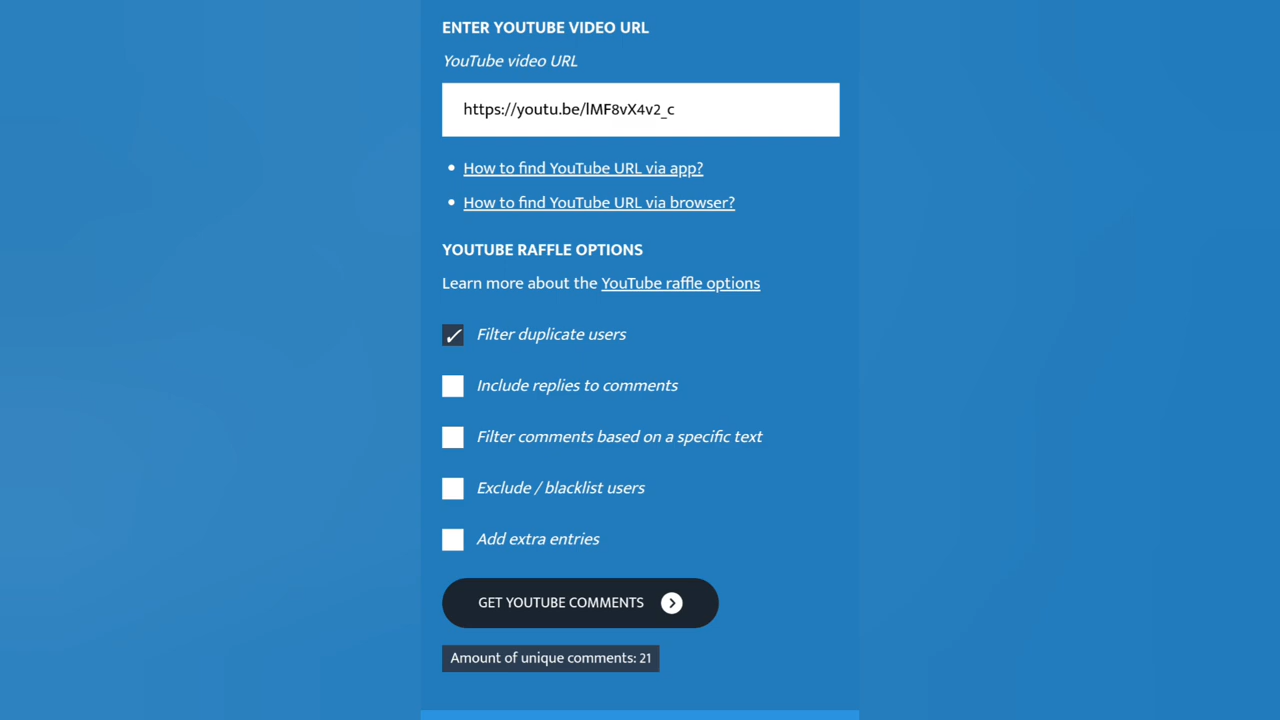 ENTER YOUTUBE VIDEO URL
YouTube video URL
https://youtu.be/lMF8vX4v2_c
How to find YouTube URL via app?
How to find YouTube URL via browser?
YOUTUBE RAFFLE OPTIONS
Learn more about the YouTube raffle options
Filter duplicate users
Include replies to comments
Filter comments based on a specific text
Exclude / blacklist users
Add extra entries
GET YOUTUBE COMMENTS
Amount of unique comments: 21